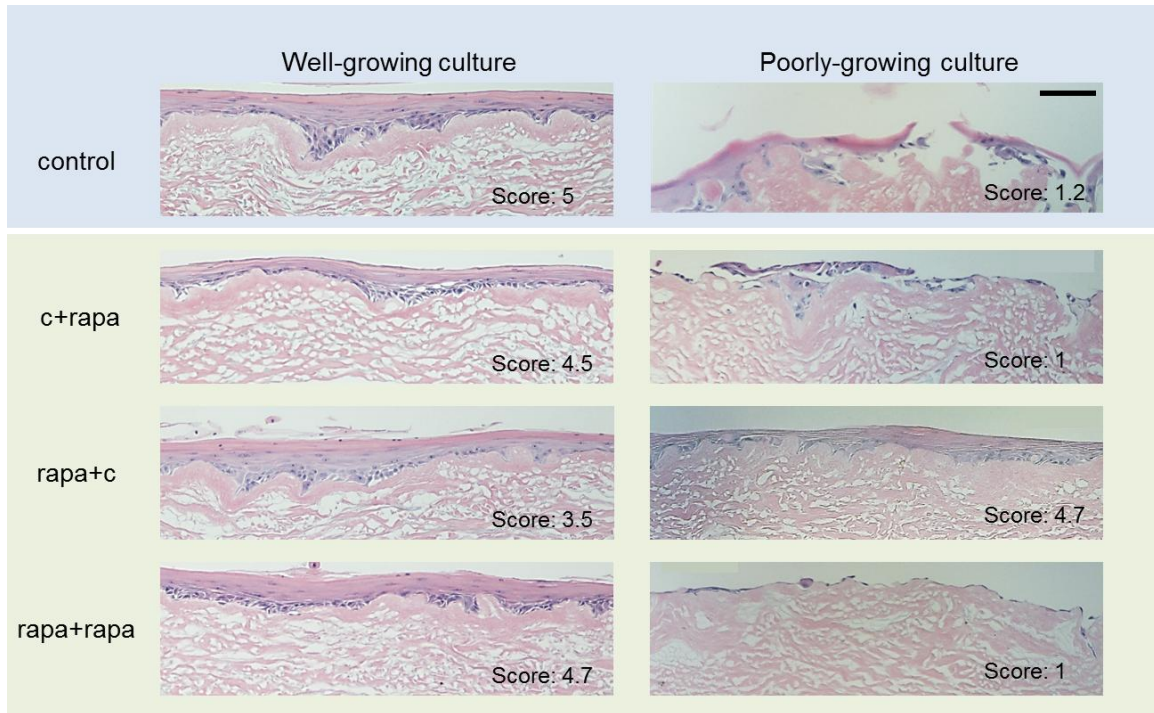 Well-growing culture
Poorly-growing culture
control
Score: 5
Score: 1.2
c+rapa
Score: 4.5
Score: 1
rapa+c
Score: 3.5
Score: 4.7
rapa+rapa
Score: 4.7
Score: 1